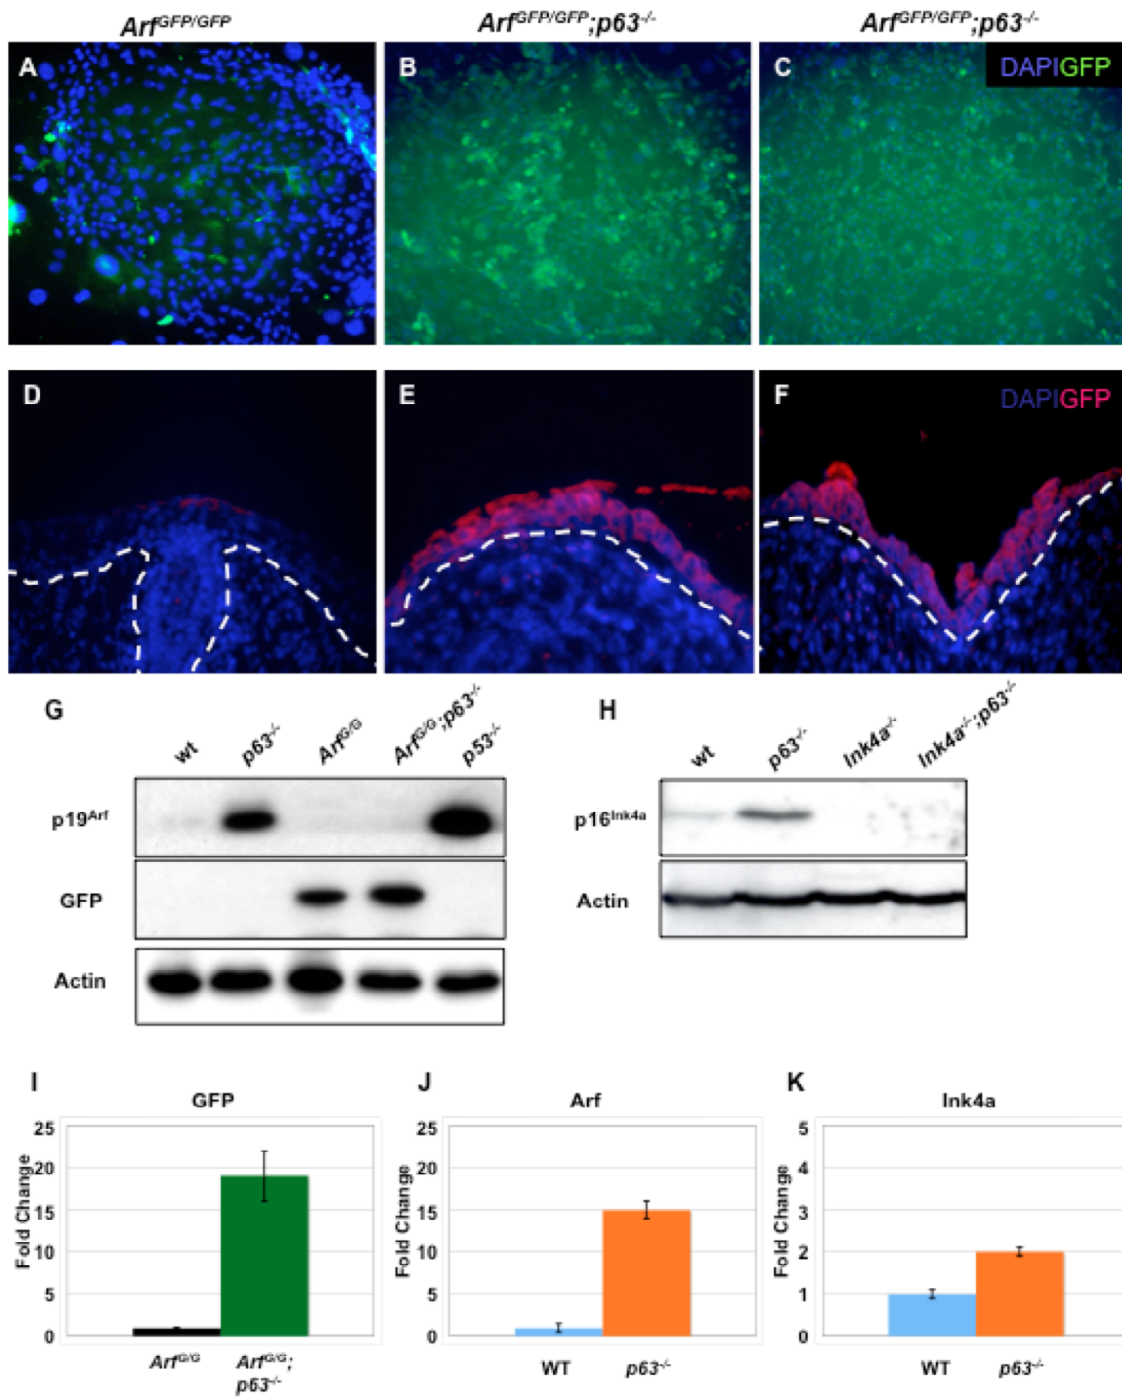 Arf^GFP/GFP Arf^GFP/GFP;p63^-/- Arf^GFP/GFP;p63^-/-
A B C DAPIGFP
D E F DAPIGFP
G wt p63^-/- Arf^G/G Arf^G/G;p63^-/- p53^-/-
p19^Arf
GFP
Actin
H wt p63^-/- Ink4a^-/- Ink4a^-/-;p63^-/-
p16^Ink4a
Actin
I
GFP
Fold Change
25
20
15
10
5
0
Arf^G/G Arf^G/G;
p63^-/-
J
Arf
Fold Change
25
20
15
10
5
0
WT p63^-/-
K
Ink4a
Fold Change
5
4
3
2
1
0
WT p63^-/-